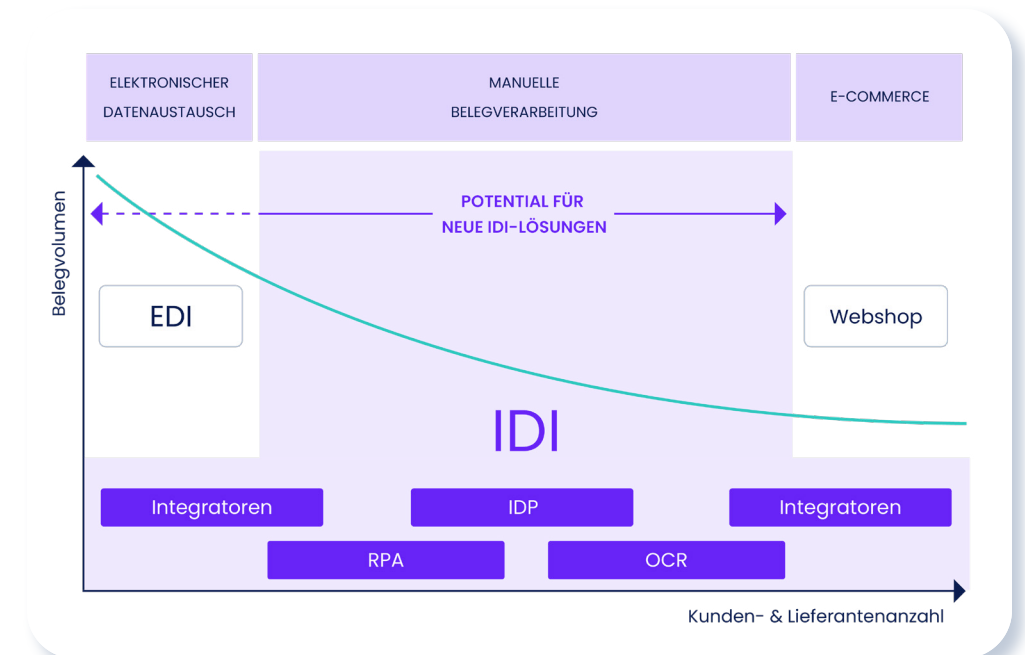 ELEKTRONISCHER
DATENAUSTAUSCH
MANUELLE
BELEGVERARBEITUNG
E-COMMERCE
Belegvolumen
POTENTIAL FÜR
NEUE IDI-LÖSUNGEN
EDI
Webshop
IDI
Integratoren
IDP
Integratoren
RPA
OCR
Kunden- & Lieferantenanzahl